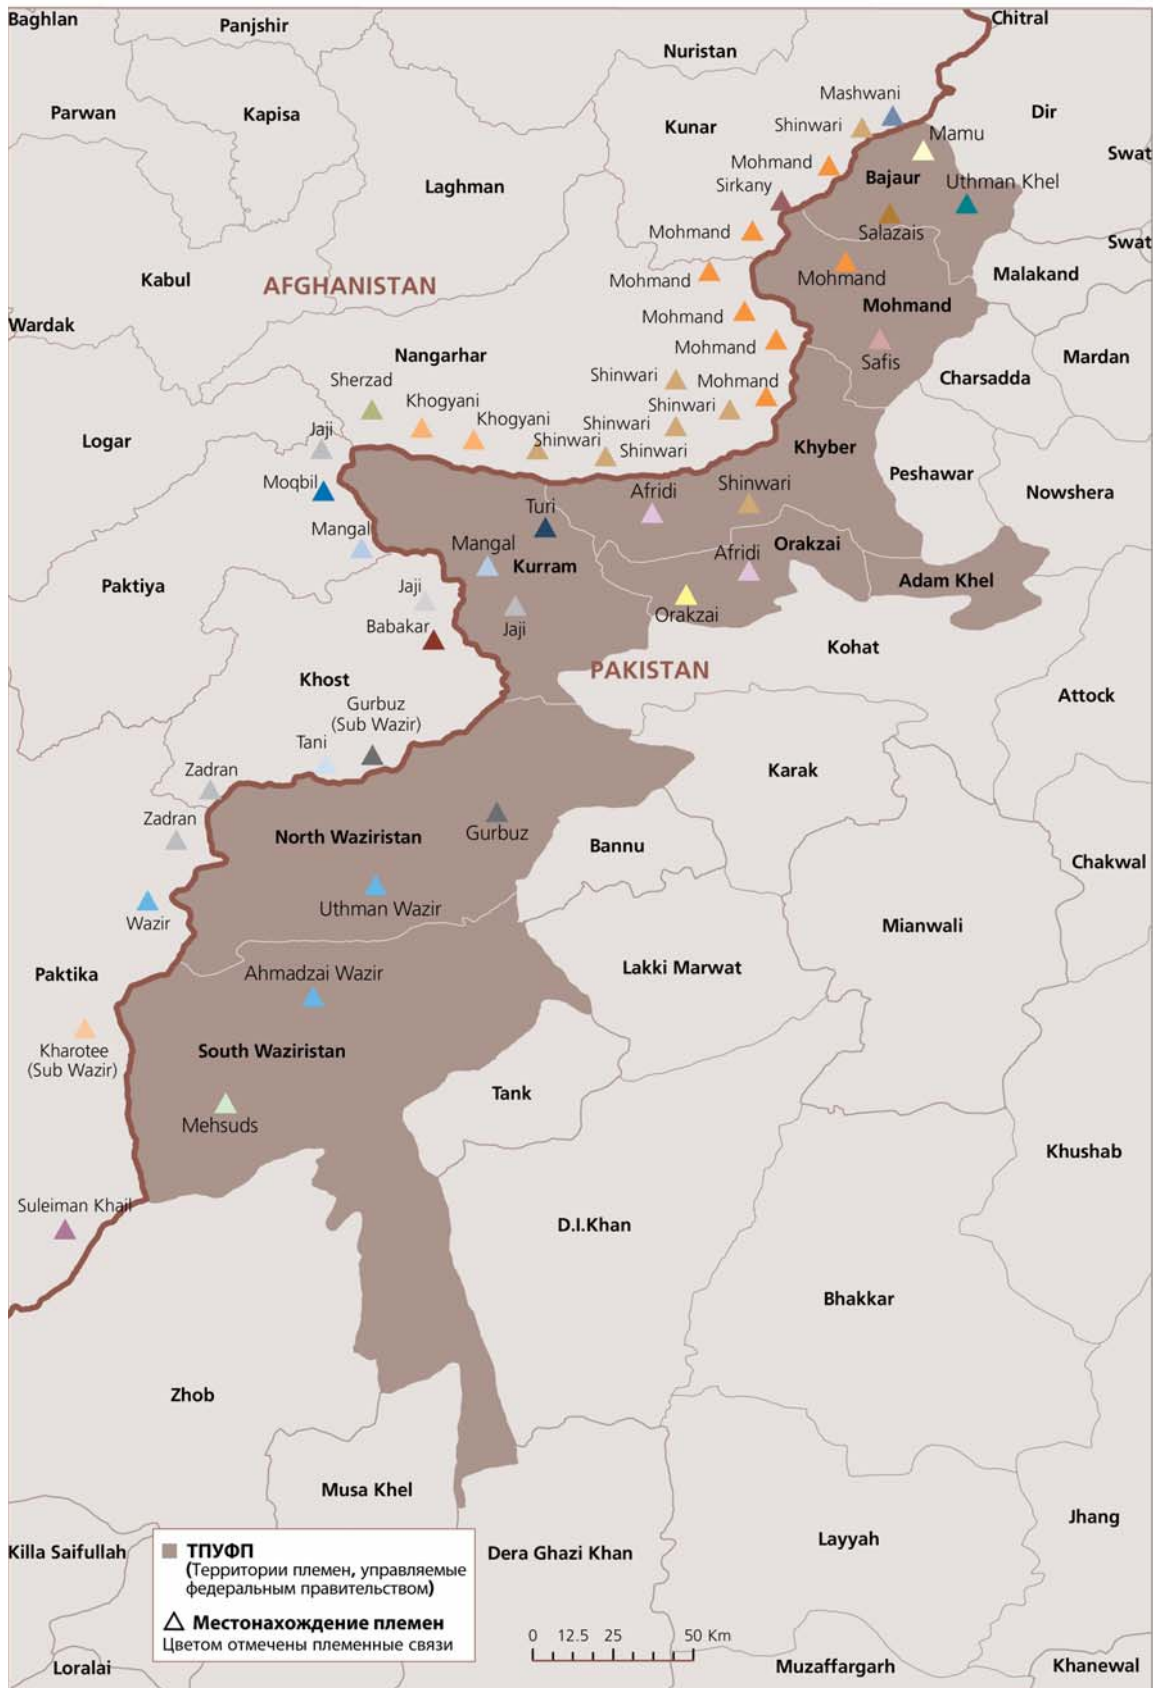 Baghlan
Panjshir
Chitral
Nuristan
Parwan
Kapisa
Mashwani
Dir
Kunar
Shinwari
Mamu
Swat
Mohmand
Bajaur
Laghman
Sirkany
Uthman Khel
Mohmand
Salazais
Swat
Kabul
AFGHANISTAN
Mohmand
Mohmand
Malakand
Mohmand
Mohmand
Wardak
Mohmand
Nangarhar
Safis
Mardan
Sherzad
Shinwari
Mohmand
Charsadda
Khogyani
Shinwari
Khogyani
Shinwari
Jaji
Shinwari
Shinwari
Logar
Khyber
Peshawar
Moqbil
Afridi
Shinwari
Nowshera
Turi
Mangal
Mangal
Orakzai
Afridi
Kurram
Adam Khel
Paktiya
Jaji
Orakzai
Babakar
Jaji
Kohat
PAKISTAN
Khost
Attock
Gurbuz
(Sub Wazir)
Tani
Zadran
Karak
Zadran
North Waziristan
Gurbuz
Bannu
Chakwal
Uthman Wazir
Wazir
Mianwali
Paktika
Ahmadzai Wazir
Lakki Marwat
Kharotee
(Sub Wazir)
South Waziristan
Tank
Mehsuds
Khushab
Suleiman Khail
D.I.Khan
Bhakkar
Zhob
Musa Khel
Jhang
Killa Saifullah
Dera Ghazi Khan
Layyah
ТПУФП
(Территории племен, управляемые
федеральным правительством)
Местонахождение племен
Цветом отмечены племенные связи
0 12.5 25 50 Km
Loralai
Muzaffargarh
Khanewal